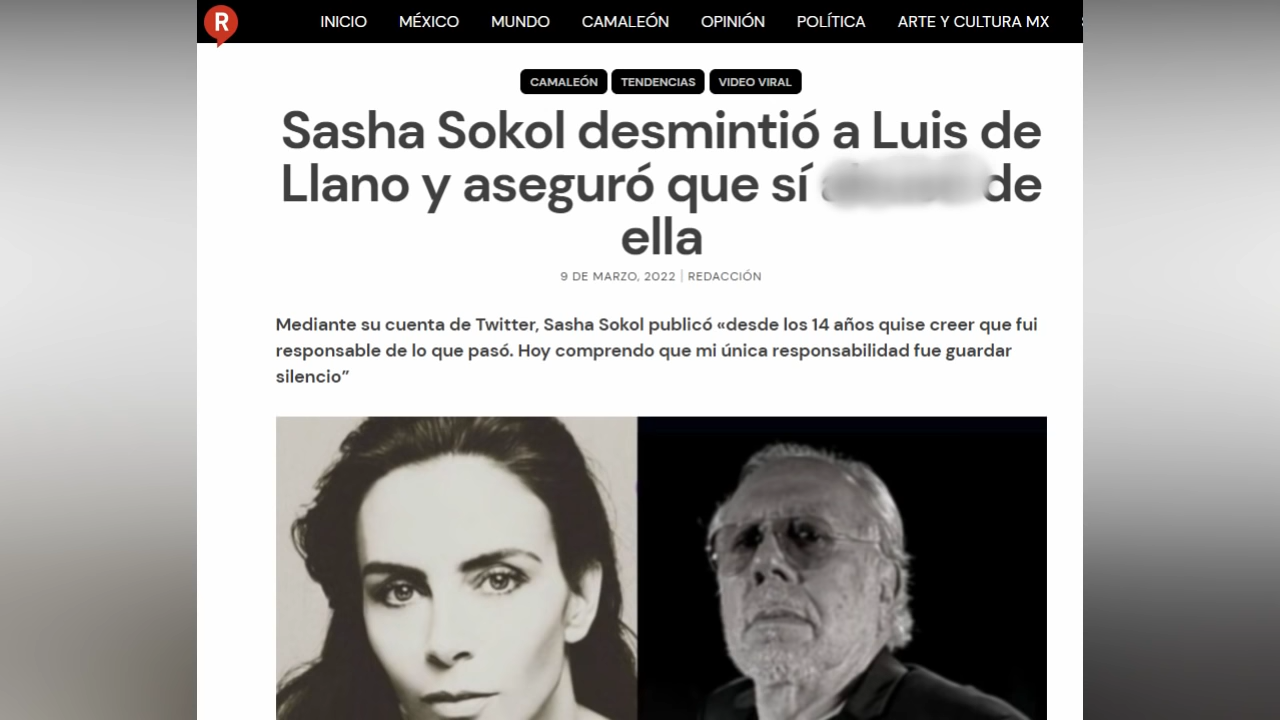 R
INICIO MÉXICO MUNDO CAMALEÓN OPINIÓN POLÍTICA ARTE Y CULTURA MX
CAMALEÓN TENDENCIAS VIDEO VIRAL
Sasha Sokol desmintió a Luis de
Llano y aseguró que sí de
ella
9 DE MARZO, 2022 | REDACCIÓN
Mediante su cuenta de Twitter, Sasha Sokol publicó «desde los 14 años quise creer que fui
responsable de lo que pasó. Hoy comprendo que mi única responsabilidad fue guardar
silencio”